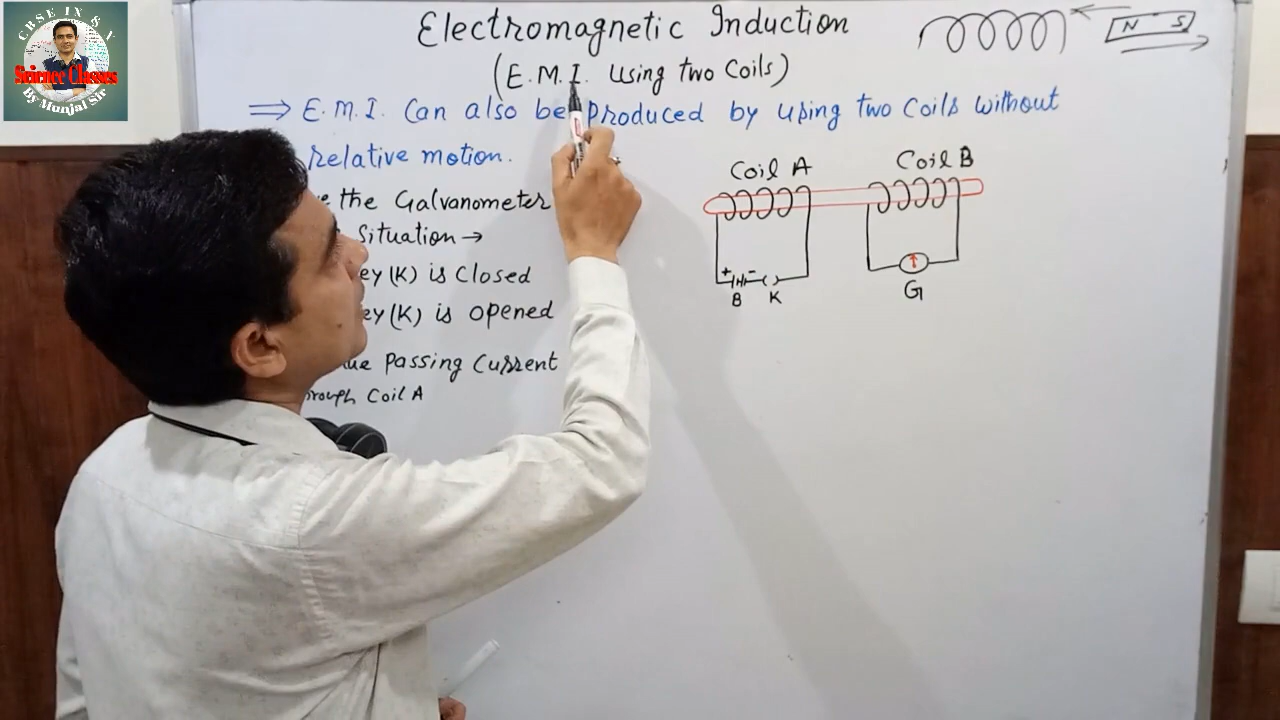 CBSE IX & X
Science Classes
By Munjal Sir
Electromagnetic Induction
N S
(E.M.I. Using two Coils)
⇒ E.M.I. Can also be produced by using two Coils without
relative motion.
the Galvanometer
Situation →
(K) is Closed
(K) is opened
Passing Current
Coil A
Coil A
Coil B
+ -
B K
G